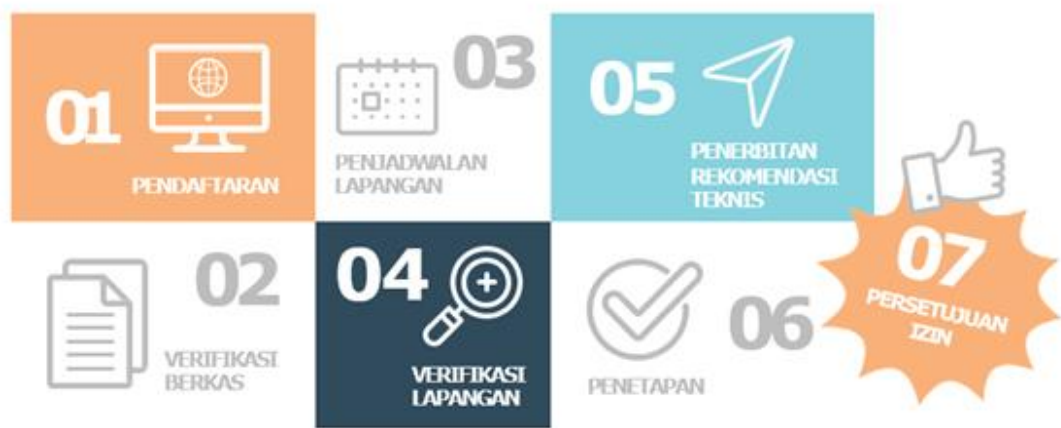 01
PENDAFTARAN
02
VERIFIKASI
BERKAS
03
PENJADWALAN
LAPANGAN
04
VERIFIKASI
LAPANGAN
05
PENERBITAN
REKOMENDASI
TEKNIS
06
PENETAPAN
07
PERSETUJUAN
IZIN